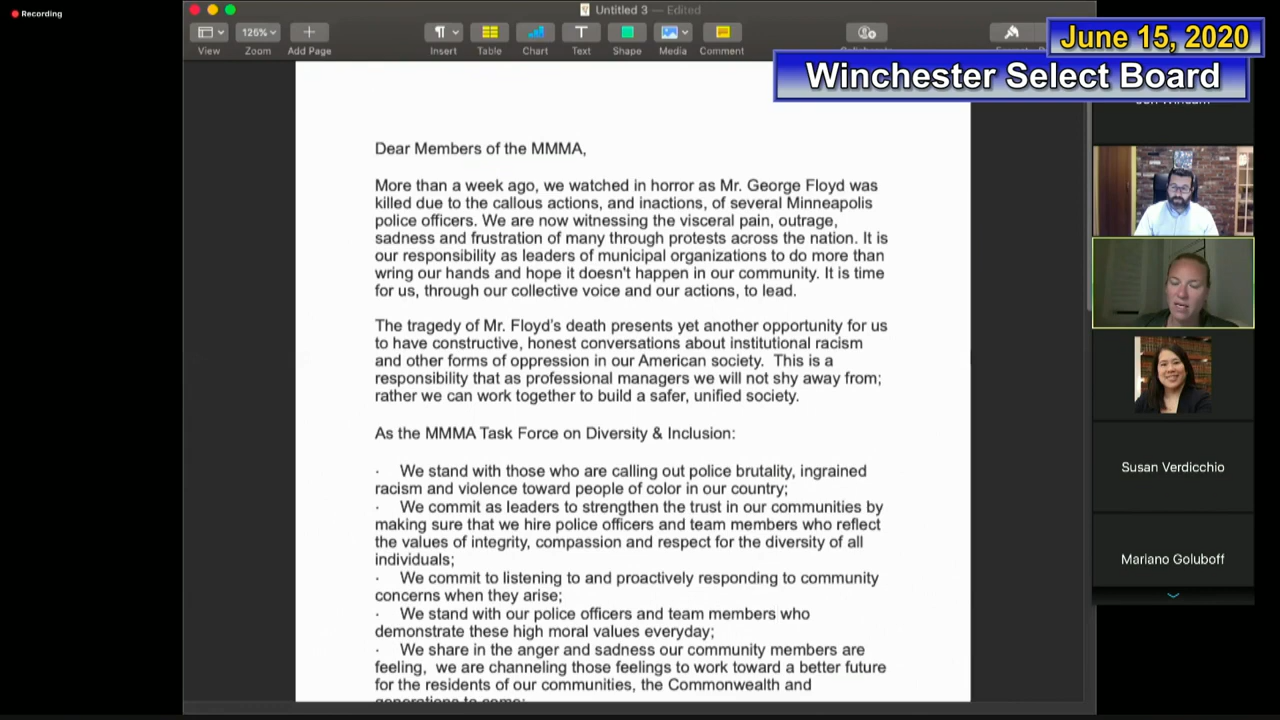 Recording
Untitled 3 — Edited
126%
View
Zoom
Add Page
Insert
Table
Chart
Text
Shape
Media
Comment
June 15, 2020
Winchester Select Board
Dear Members of the MMMA,
More than a week ago, we watched in horror as Mr. George Floyd was
killed due to the callous actions, and inactions, of several Minneapolis
police officers. We are now witnessing the visceral pain, outrage,
sadness and frustration of many through protests across the nation. It is
our responsibility as leaders of municipal organizations to do more than
wring our hands and hope it doesn't happen in our community. It is time
for us, through our collective voice and our actions, to lead.
The tragedy of Mr. Floyd's death presents yet another opportunity for us
to have constructive, honest conversations about institutional racism
and other forms of oppression in our American society.  This is a
responsibility that as professional managers we will not shy away from;
rather we can work together to build a safer, unified society.
As the MMMA Task Force on Diversity & Inclusion:
· We stand with those who are calling out police brutality, ingrained
racism and violence toward people of color in our country;
· We commit as leaders to strengthen the trust in our communities by
making sure that we hire police officers and team members who reflect
the values of integrity, compassion and respect for the diversity of all
individuals;
· We commit to listening to and proactively responding to community
concerns when they arise;
· We stand with our police officers and team members who
demonstrate these high moral values everyday;
· We share in the anger and sadness our community members are
feeling,  we are channeling those feelings to work toward a better future
for the residents of our communities, the Commonwealth and
generations to come;
Susan Verdicchio
Mariano Goluboff